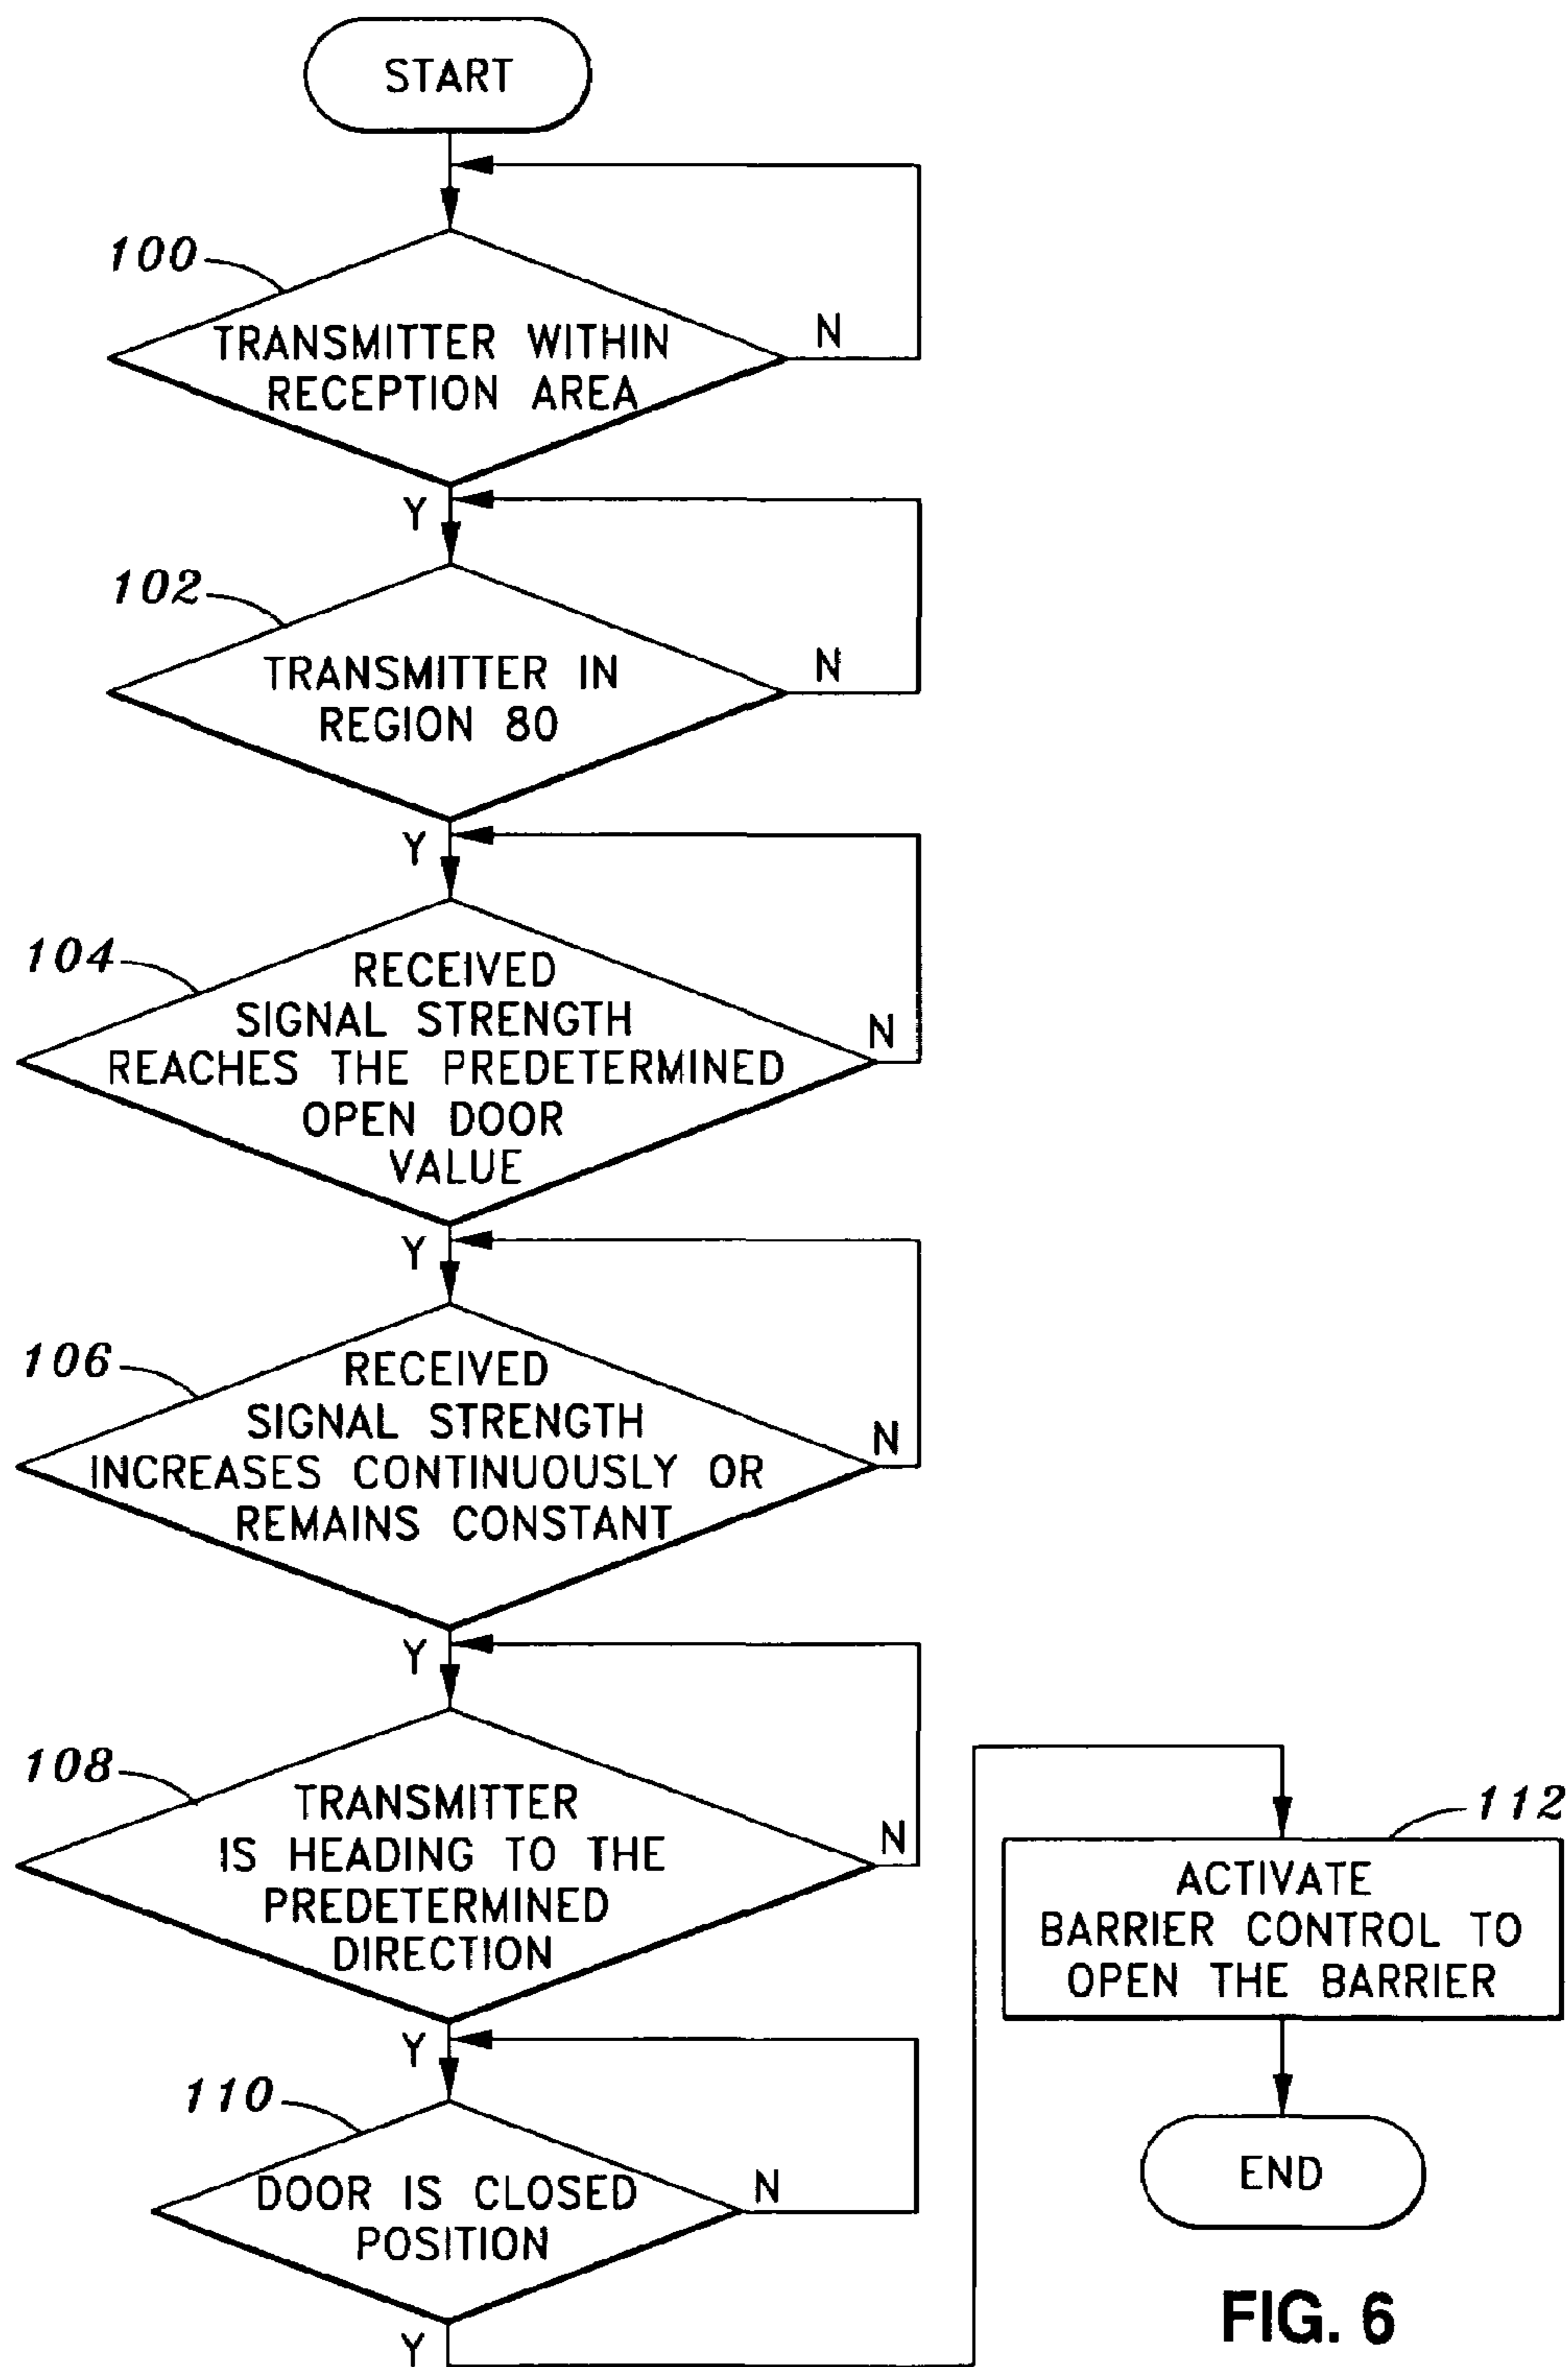 START
100
TRANSMITTER WITHIN
RECEPTION AREA
N
Y
102
TRANSMITTER IN
REGION 80
N
Y
104
RECEIVED
SIGNAL STRENGTH
REACHES THE PREDETERMINED
OPEN DOOR
VALUE
N
Y
106
RECEIVED
SIGNAL STRENGTH
INCREASES CONTINUOUSLY OR
REMAINS CONSTANT
N
Y
108
TRANSMITTER
IS HEADING TO THE
PREDETERMINED
DIRECTION
N
Y
110
DOOR IS CLOSED
POSITION
N
Y
112
ACTIVATE
BARRIER CONTROL TO
OPEN THE BARRIER
END
FIG. 6